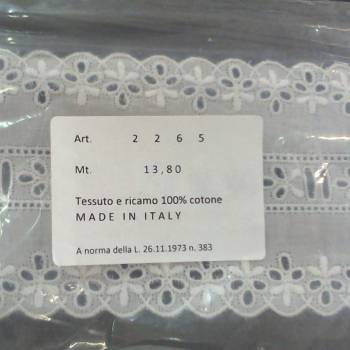 Art. 2 2 6 5
Mt. 13,80
Tessuto e ricamo 100% cotone
MADE IN ITALY
A norma della L. 26.11.1973 n. 383